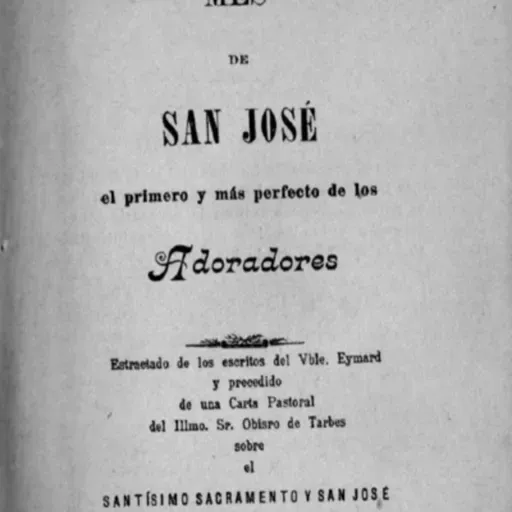 MES
DE
SAN JOSÉ
el primero y más perfecto de los
Adoradores
Estractado de los escritos del Vble. Eymard
y precedido
de una Carta Pastoral
del Illmo. Sr. Obispo de Tarbes
sobre
el
SANTÍSIMO SACRAMENTO Y SAN JOSÉ